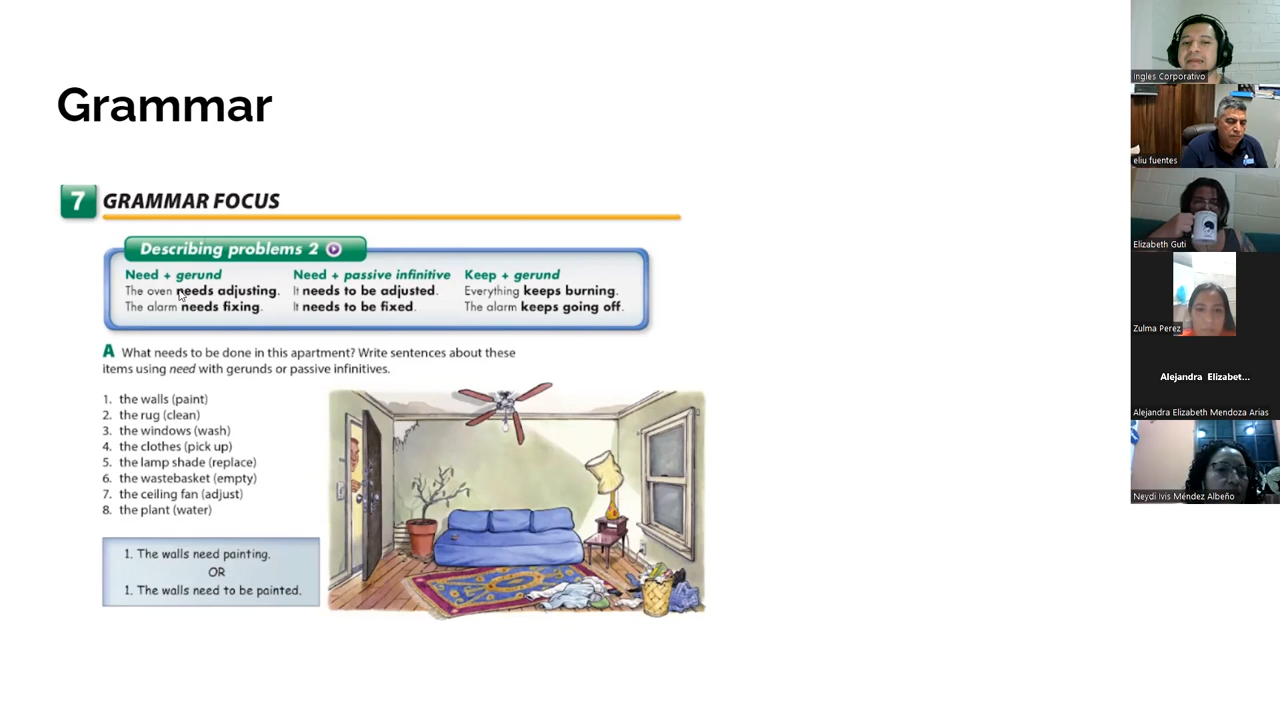 Grammar
7 GRAMMAR FOCUS
Describing problems 2
Need + gerund Need + passive infinitive Keep + gerund
The oven needs adjusting. It needs to be adjusted. Everything keeps burning.
The alarm needs fixing. It needs to be fixed. The alarm keeps going off.
A What needs to be done in this apartment? Write sentences about these
items using need with gerunds or passive infinitives.
1. the walls (paint)
2. the rug (clean)
3. the windows (wash)
4. the clothes (pick up)
5. the lamp shade (replace)
6. the wastebasket (empty)
7. the ceiling fan (adjust)
8. the plant (water)
1. The walls need painting.
OR
1. The walls need to be painted.
Ingles Corporativo
eliu fuentes
Elizabeth Guti
Zulma Perez
Alejandra Elizabet...
Alejandra Elizabeth Mendoza Arias
Neydi Ivis Méndez Albeño